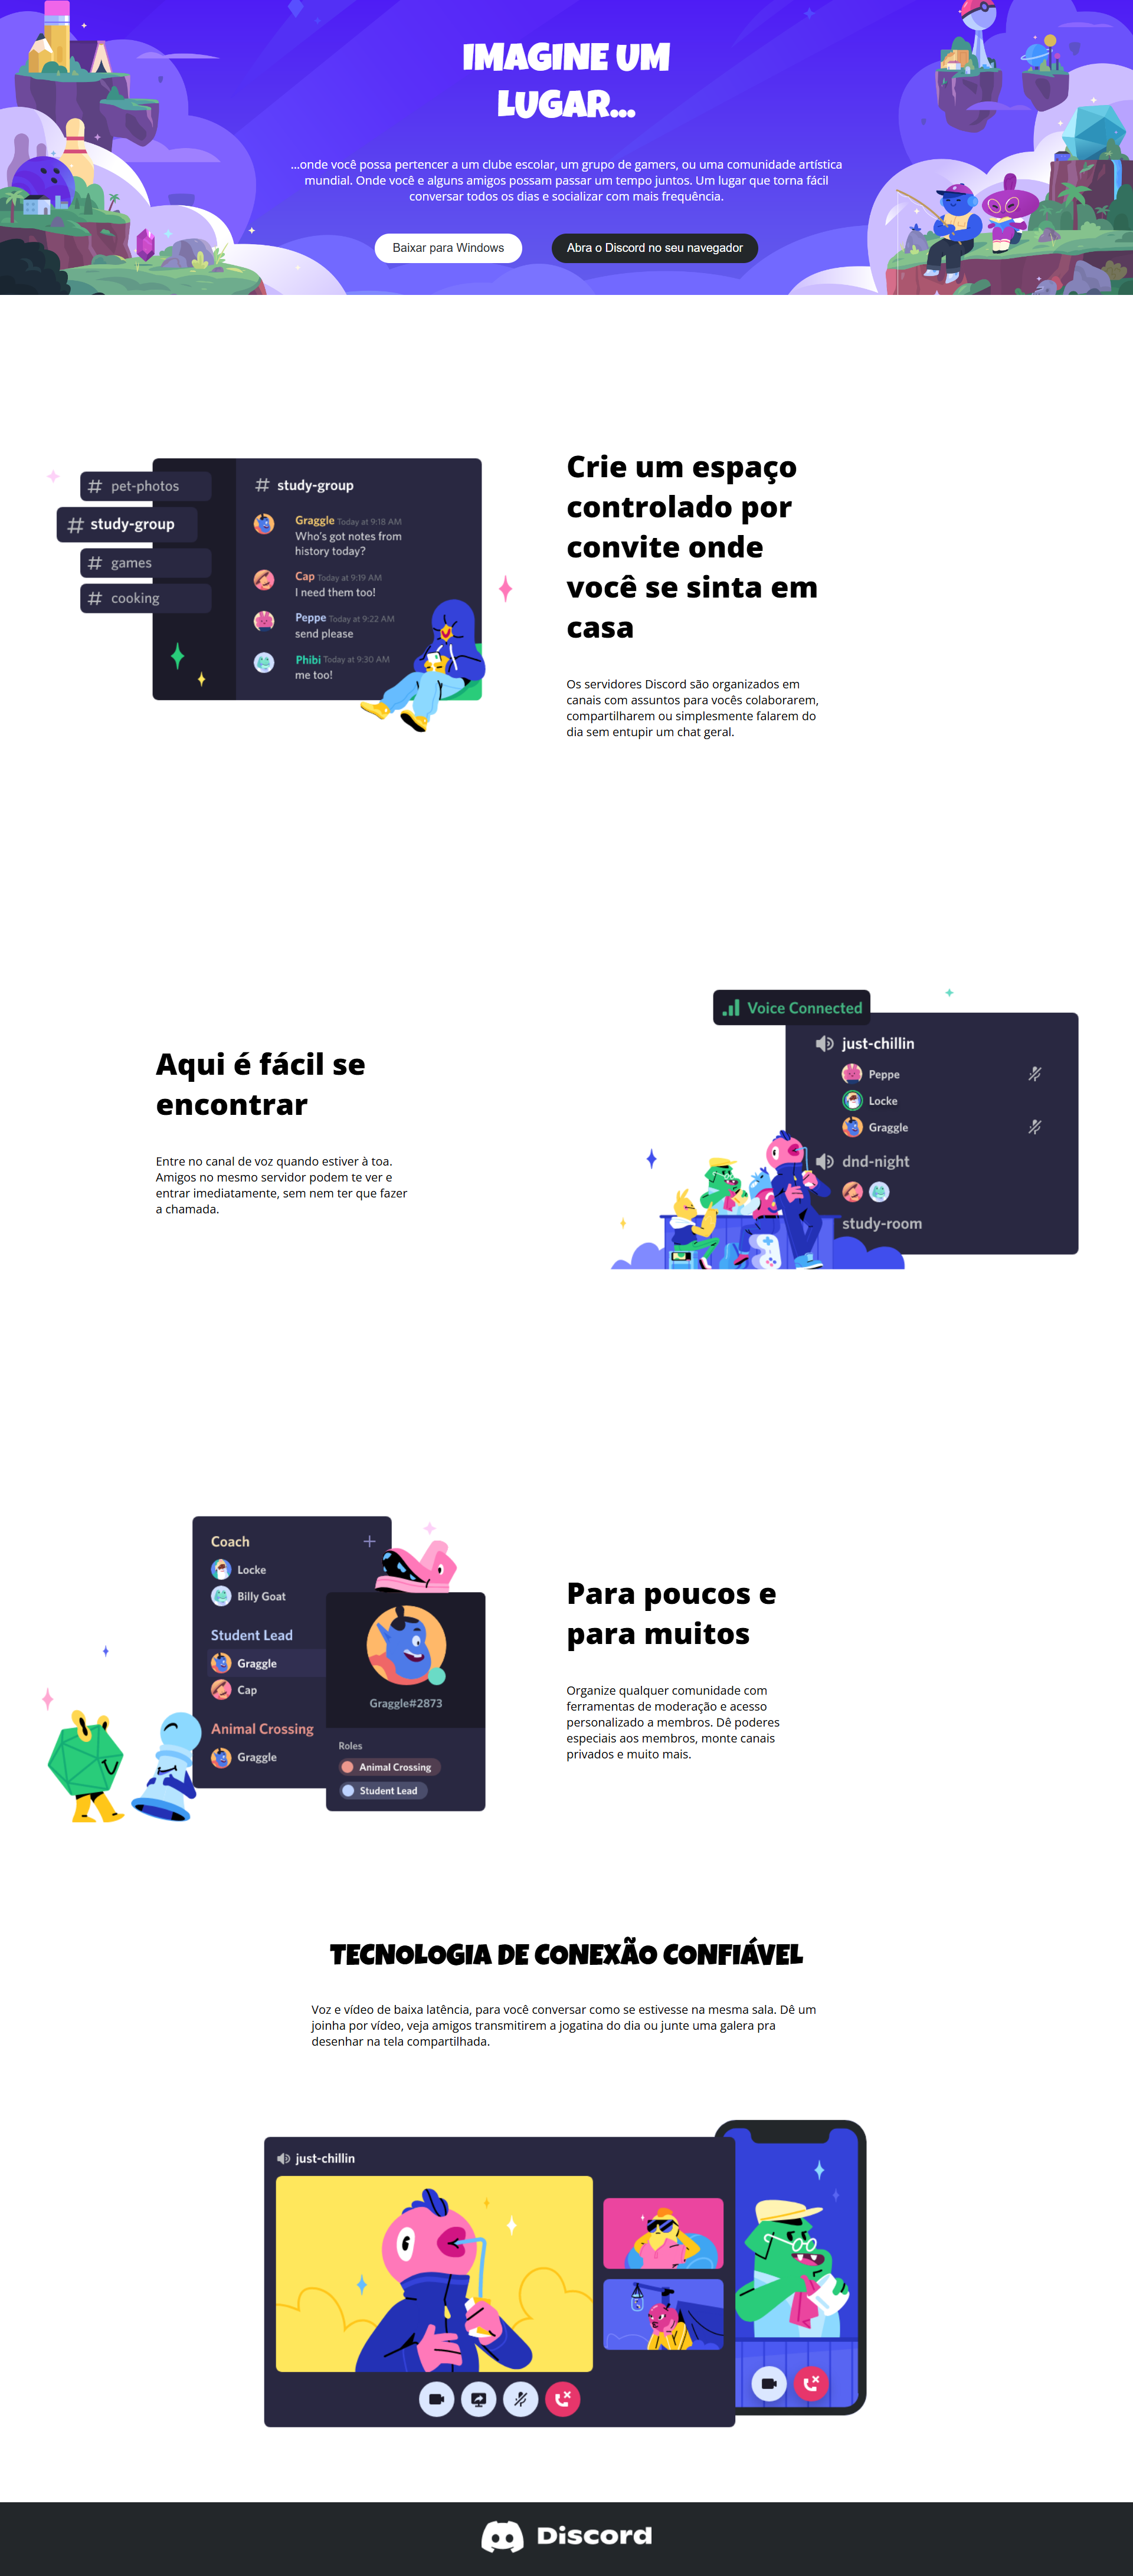 IMAGINE UM
LUGAR...
...onde você possa pertencer a um clube escolar, um grupo de gamers, ou uma comunidade artística
mundial. Onde você e alguns amigos possam passar um tempo juntos. Um lugar que torna fácil
conversar todos os dias e socializar com mais frequência.
Baixar para Windows
Abra o Discord no seu navegador
# pet-photos
# study-group
# games
# cooking
# study-group
Graggle Today at 9:18 AM
Who's got notes from
history today?
Cap Today at 9:19 AM
I need them too!
Peppe Today at 9:22 AM
send please
Phibi Today at 9:30 AM
me too!
Crie um espaço
controlado por
convite onde
você se sinta em
casa
Os servidores Discord são organizados em
canais com assuntos para vocês colaborarem,
compartilharem ou simplesmente falarem do
dia sem entupir um chat geral.
Aqui é fácil se
encontrar
Entre no canal de voz quando estiver à toa.
Amigos no mesmo servidor podem te ver e
entrar imediatamente, sem nem ter que fazer
a chamada.
Voice Connected
just-chillin
Peppe
Locke
Graggle
dnd-night
study-room
Coach
Locke
Billy Goat
Student Lead
Graggle
Cap
Animal Crossing
Graggle
Graggle#2873
Roles
Animal Crossing
Student Lead
Para poucos e
para muitos
Organize qualquer comunidade com
ferramentas de moderação e acesso
personalizado a membros. Dê poderes
especiais aos membros, monte canais
privados e muito mais.
TECNOLOGIA DE CONEXÃO CONFIÁVEL
Voz e vídeo de baixa latência, para você conversar como se estivesse na mesma sala. Dê um
joinha por vídeo, veja amigos transmitirem a jogatina do dia ou junte uma galera pra
desenhar na tela compartilhada.
just-chillin
Discord